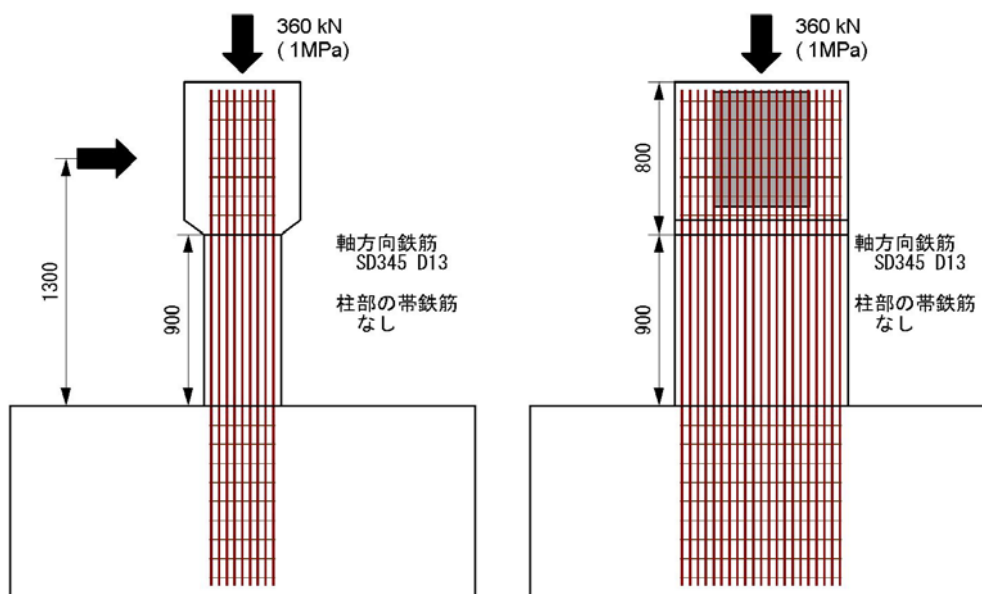 360 kN
( 1MPa)
1300
900
軸方向鉄筋
SD345 D13
柱部の帯鉄筋
なし
360 kN
( 1MPa)
800
900
軸方向鉄筋
SD345 D13
柱部の帯鉄筋
なし